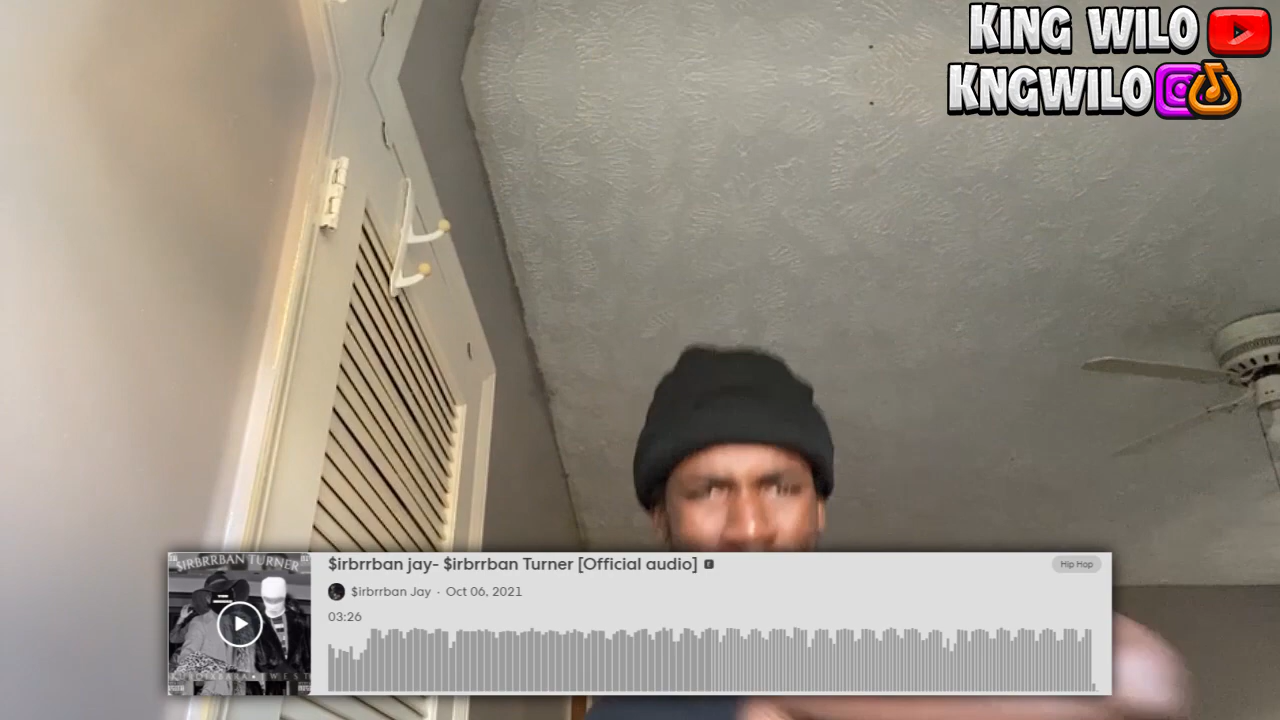 KING WILO
KNGWILO
$irbrrban jay- $irbrrban Turner [Official audio]
Hip Hop
$irbrrban Jay · Oct 06, 2021
03:26
$IRBRRBAN TURNER